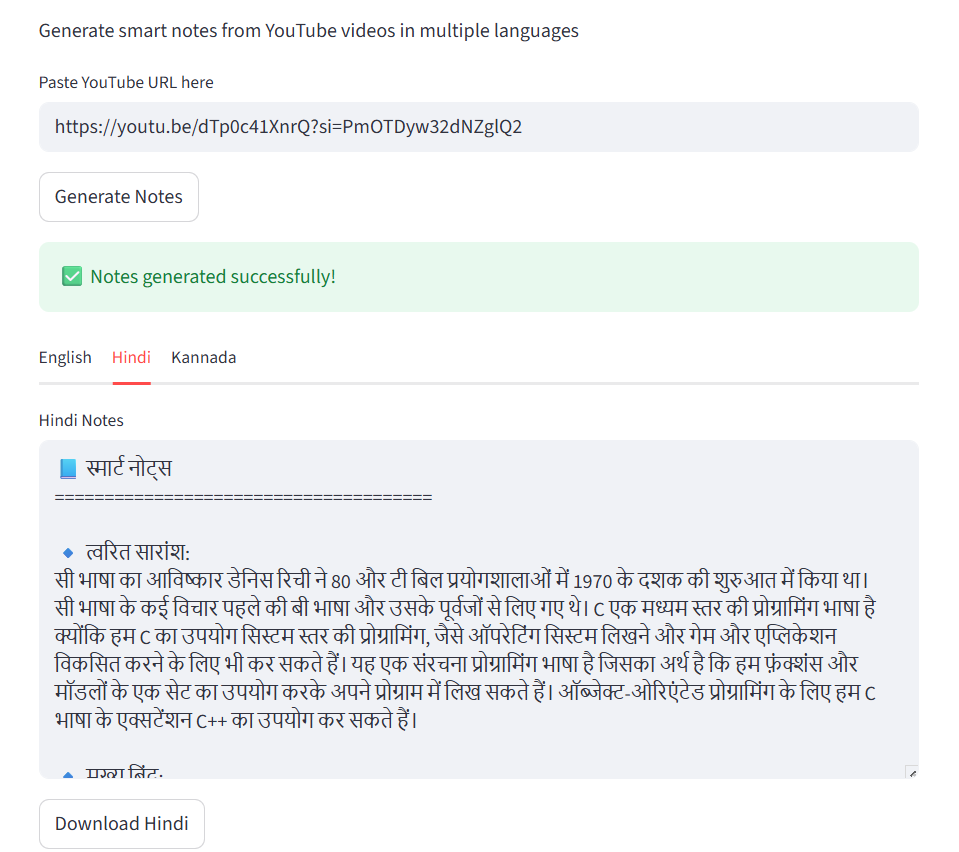 Generate smart notes from YouTube videos in multiple languages
Paste YouTube URL here
https://youtu.be/dTp0c41XnrQ?si=PmOTDyw32dNZglQ2
Generate Notes
✅ Notes generated successfully!
English Hindi Kannada
Hindi Notes
📘 स्मार्ट नोट्स
======================================
🔹 त्वरित सारांश:
सी भाषा का आविष्कार डेनिस रिची ने 80 और टी बिल प्रयोगशालाओं में 1970 के दशक की शुरुआत में किया था।
सी भाषा के कई विचार पहले की बी भाषा और उसके पूर्वजों से लिए गए थे। C एक मध्यम स्तर की प्रोग्रामिंग भाषा है
क्योंकि हम C का उपयोग सिस्टम स्तर की प्रोग्रामिंग, जैसे ऑपरेटिंग सिस्टम लिखने और गेम और एप्लिकेशन
विकसित करने के लिए भी कर सकते हैं। यह एक संरचना प्रोग्रामिंग भाषा है जिसका अर्थ है कि हम फ़ंक्शंस और
मॉडलों के एक सेट का उपयोग करके अपने प्रोग्राम में लिख सकते हैं। ऑब्जेक्ट-ओरिएंटेड प्रोग्रामिंग के लिए हम C
भाषा के एक्सटेंशन C++ का उपयोग कर सकते हैं।
🔹 मुख्य बिंदु:
Download Hindi